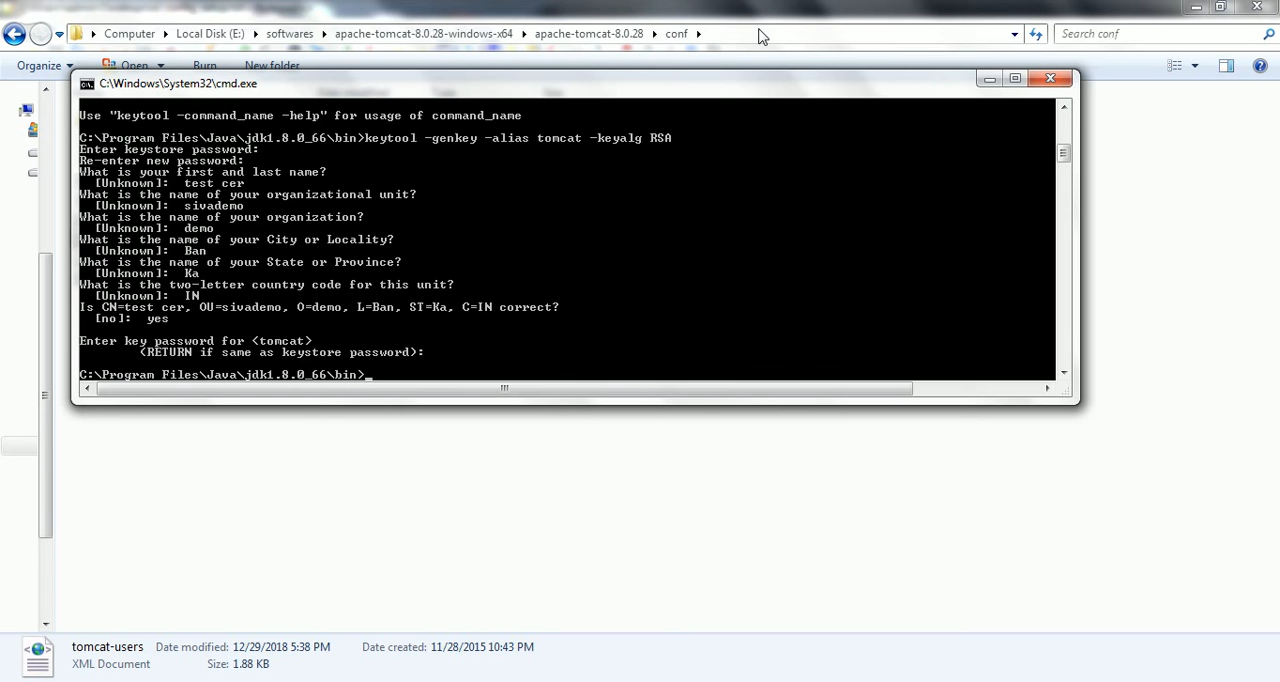 Computer Local Disk (E:) softwares apache-tomcat-8.0.28-windows-x64 apache-tomcat-8.0.28 conf Search conf
Organize Open Burn New folder
C:\Windows\System32\cmd.exe
Use "keytool -command_name -help" for usage of command_name
C:\Program Files\Java\jdk1.8.0_66\bin>keytool -genkey -alias tomcat -keyalg RSA
Enter keystore password:
Re-enter new password:
What is your first and last name?
[Unknown]: test cer
What is the name of your organizational unit?
[Unknown]: sivademo
What is the name of your organization?
[Unknown]: demo
What is the name of your City or Locality?
[Unknown]: Ban
What is the name of your State or Province?
[Unknown]: Ka
What is the two-letter country code for this unit?
[Unknown]: IN
Is CN=test cer, OU=sivademo, O=demo, L=Ban, ST=Ka, C=IN correct?
[no]: yes
Enter key password for <tomcat>
(RETURN if same as keystore password):
C:\Program Files\Java\jdk1.8.0_66\bin>_
tomcat-users Date modified: 12/29/2018 5:38 PM Date created: 11/28/2015 10:43 PM
XML Document Size: 1.88 KB